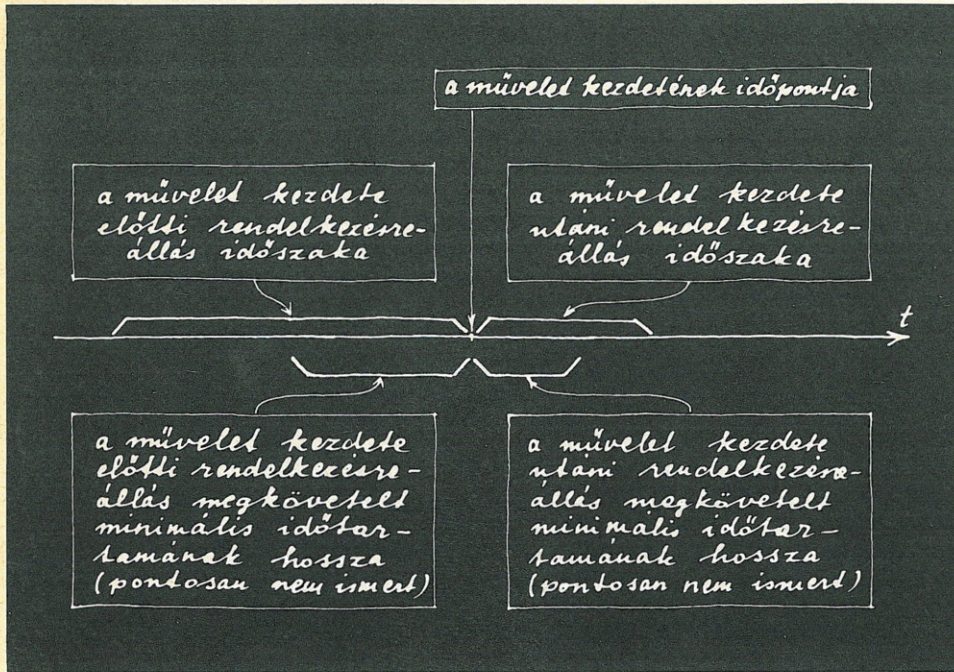 a művelet kezdetének időpontja
a művelet kezdete
előtti rendelkezésre-
állás időszaka
a művelet kezdete
utáni rendelkezésre-
állás időszaka
t
a művelet kezdete
előtti rendelkezésre-
állás megkövetelt
minimális időtar-
tamának hossza
(pontosan nem ismert)
a művelet kezdete
utáni rendelkezésre-
állás megkövetelt
minimális időtar-
tamának hossza
(pontosan nem ismert)